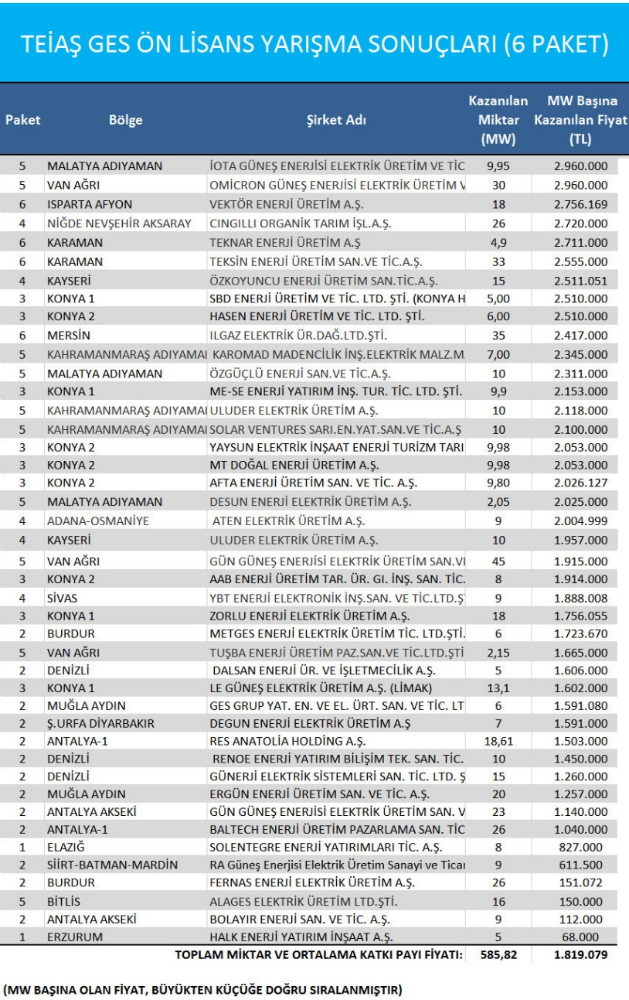 TEİAŞ GES ÖN LİSANS YARIŞMA SONUÇLARI (6 PAKET)
Paket Bölge Şirket Adı Kazanılan Miktar (MW) MW Başına Kazanılan Fiyat (TL)
5 MALATYA ADIYAMAN İOTA GÜNEŞ ENERJİSİ ELEKTRİK ÜRETİM VE TİC 9,95 2.960.000
5 VAN AĞRI OMİCRON GÜNEŞ ENERJİSİ ELEKTRİK ÜRETİM V 30 2.960.000
6 ISPARTA AFYON VEKTÖR ENERJİ ÜRETİM A.Ş. 18 2.756.169
4 NİĞDE NEVŞEHİR AKSARAY CINGILLI ORGANİK TARIM İŞL.A.Ş. 26 2.720.000
6 KARAMAN TEKNAR ENERJİ ÜRETİM A.Ş 4,9 2.711.000
6 KARAMAN TEKSİN ENERJİ ÜRETİM SAN.VE TİC.A.Ş. 33 2.555.000
4 KAYSERİ ÖZKOYUNCU ENERJİ ÜRETİM SAN.TİC.A.Ş. 15 2.511.051
3 KONYA 1 SBD ENERJİ ÜRETİM VE TİC. LTD. ŞTİ. (KONYA H 5,00 2.510.000
3 KONYA 2 HASEN ENERJİ ÜRETİM VE TİC. LTD. ŞTİ. 6,00 2.510.000
6 MERSİN ILGAZ ELEKTRİK ÜR.DAĞ.LTD.ŞTİ. 35 2.417.000
5 KAHRAMANMARAŞ ADIYAMAI KAROMAD MADENCİLİK İNŞ.ELEKTRİK MALZ.M. 7,00 2.345.000
5 MALATYA ADIYAMAN ÖZGÜÇLÜ ENERJİ SAN.VE TİC.A.Ş. 10 2.311.000
3 KONYA 1 ME-SE ENERJİ YATIRIM İNŞ. TUR. TİC. LTD. ŞTİ. 9,9 2.153.000
5 KAHRAMANMARAŞ ADIYAMAI ULUDER ELEKTRİK ÜRETİM A.Ş. 10 2.118.000
5 KAHRAMANMARAŞ ADIYAMAI SOLAR VENTURES SARI.EN.YAT.SAN.VE TİC.A.Ş 10 2.100.000
3 KONYA 2 YAYSUN ELEKTRİK İNŞAAT ENERJİ TURİZM TARI 9,98 2.053.000
3 KONYA 2 MT DOĞAL ENERJİ ÜRETİM A.Ş. 9,98 2.053.000
3 KONYA 2 AFTA ENERJİ ÜRETİM SAN. VE TİC. A.Ş. 9,80 2.026.127
5 MALATYA ADIYAMAN DESUN ENERJİ ELEKTRİK ÜRETİM A.Ş. 2,05 2.025.000
4 ADANA-OSMANİYE ATEN ELEKTRİK ÜRETİM A.Ş. 9 2.004.999
4 KAYSERİ ULUDER ELEKTRİK ÜRETİM A.Ş. 10 1.957.000
5 VAN AĞRI GÜN GÜNEŞ ENERJİSİ ELEKTRİK ÜRETİM SAN.VI 45 1.915.000
3 KONYA 2 AAB ENERJİ ÜRETİM TAR. ÜR. GI. İNŞ. SAN. TİC. 8 1.914.000
4 SİVAS YBT ENERJİ ELEKTRONİK İNŞ.SAN. VE TİC.LTD.Ş 9 1.888.008
3 KONYA 1 ZORLU ENERJİ ELEKTRİK ÜRETİM A.Ş. 18 1.756.055
2 BURDUR METGES ENERJİ ELEKTRİK ÜRETİM TİC. LTD.ŞTİ. 6 1.723.670
5 VAN AĞRI TUŞBA ENERJİ ÜRETİM PAZ.SAN.VE TİC.LTD.ŞTİ 2,15 1.665.000
2 DENİZLİ DALSAN ENERJİ ÜR. VE İŞLETMECİLİK A.Ş. 5 1.606.000
3 KONYA 1 LE GÜNEŞ ELEKTRİK ÜRETİM A.Ş. (LİMAK) 13,1 1.602.000
2 MUĞLA AYDIN GES GRUP YAT. EN. VE EL. ÜRT. SAN. VE TİC. LT 6 1.591.080
2 Ş.URFA DİYARBAKIR DEGUN ENERJİ ELEKTRİK ÜRETİM A.Ş 7 1.591.000
2 ANTALYA-1 RES ANATOLIA HOLDİNG A.Ş. 18,61 1.503.000
2 DENİZLİ RENOE ENERJİ YATIRIM BİLİŞİM TEK. SAN. TİC. 10 1.450.000
2 DENİZLİ GÜNERJİ ELEKTRİK SİSTEMLERİ SAN. TİC. LTD. Ş 15 1.260.000
2 MUĞLA AYDIN ERGÜN ENERJİ ÜRETİM SAN. VE TİC. A.Ş. 20 1.257.000
2 ANTALYA AKSEKİ GÜN GÜNEŞ ENERJİSİ ELEKTRİK ÜRETİM SAN. V 23 1.140.000
2 ANTALYA-1 BALTECH ENERJİ ÜRETİM PAZARLAMA SAN. TİC 26 1.040.000
1 ELAZIĞ SOLENTEGRE ENERJİ YATIRIMLARI TİC. A.Ş. 8 827.000
2 SİİRT-BATMAN-MARDİN RA Güneş Enerjisi Elektrik Üretim Sanayi ve Ticaı 9 611.500
2 BURDUR FERNAS ENERJİ ELEKTRİK ÜRETİM A.Ş. 26 151.072
5 BİTLİS ALAGES ELEKTRİK ÜRETİM LTD.ŞTİ. 16 150.000
2 ANTALYA AKSEKİ BOLAYIR ENERJİ SAN. VE TİC. A.Ş. 9 112.000
1 ERZURUM HALK ENERJİ YATIRIM İNŞAAT A.Ş. 5 68.000
TOPLAM MİKTAR VE ORTALAMA KATKI PAYI FİYATI: 585,82 1.819.079
(MW BAŞINA OLAN FİYAT, BÜYÜKTEN KÜÇÜĞE DOĞRU SIRALANMIŞTIR)